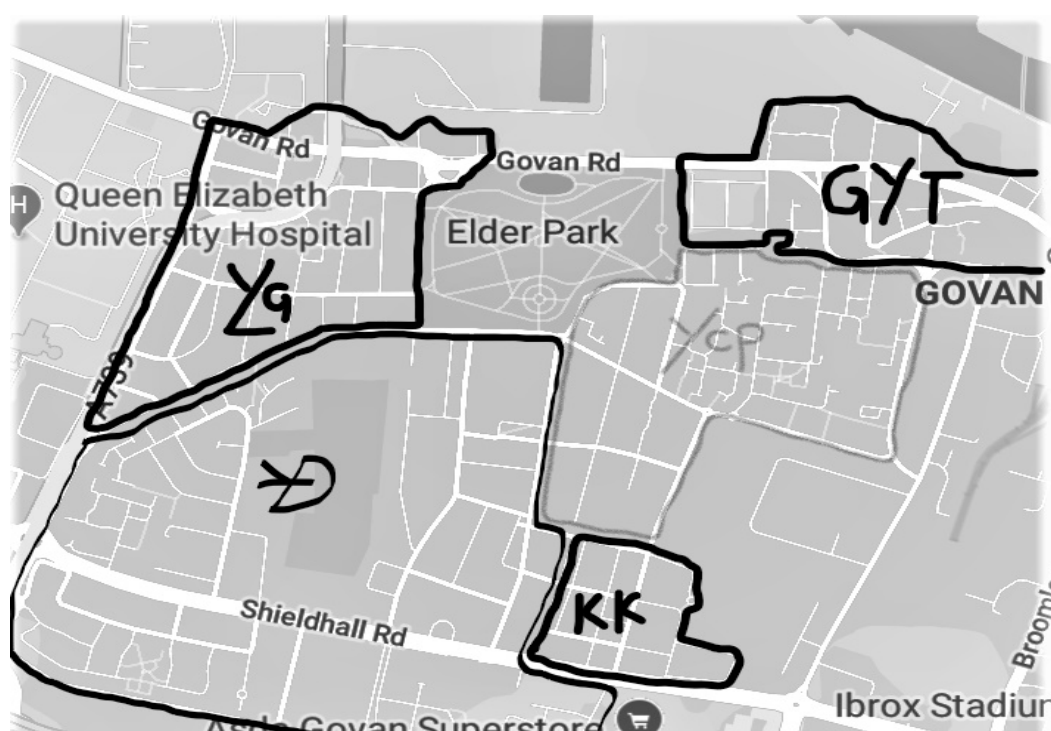 Govan Rd
Govan Rd
GYT
H
Queen Elizabeth
University Hospital
Elder Park
YG
GOVAN
YCP
A739
YD
KK
Shieldhall Rd
Ibrox Stadium
Asda Govan Superstore